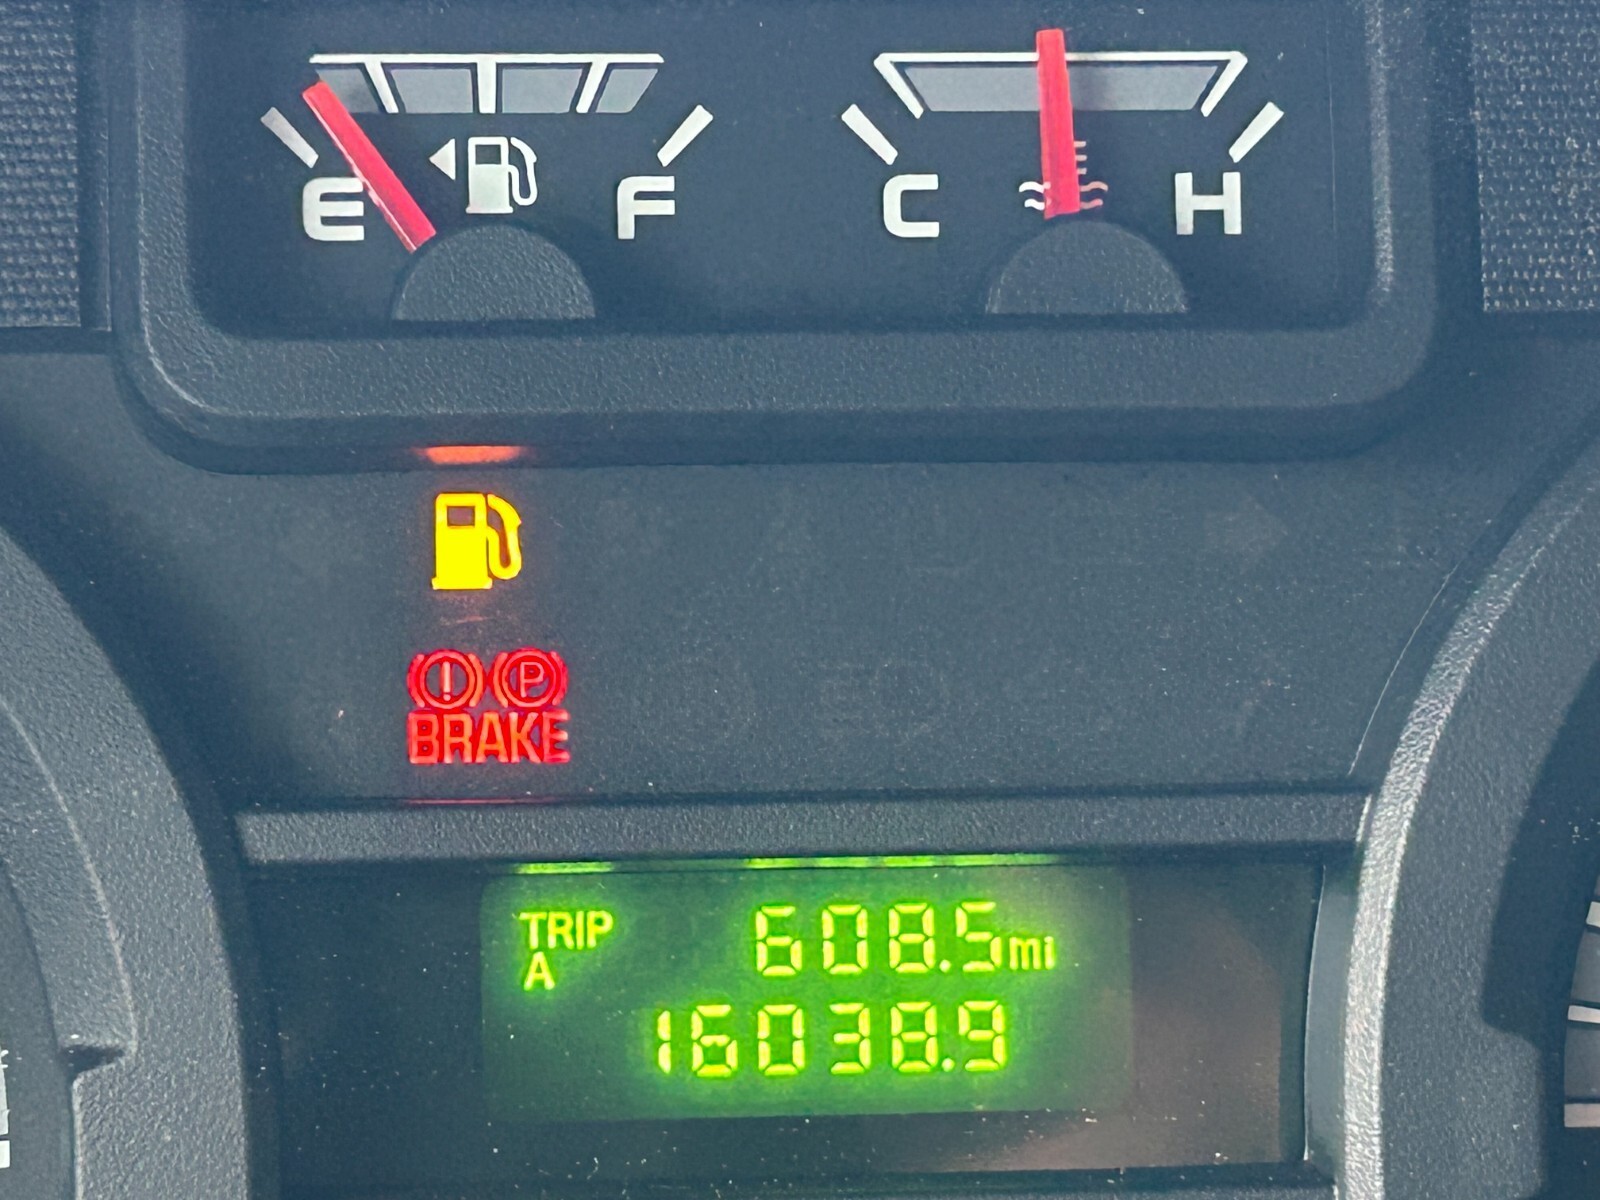 E F C H
! P
BRAKE
TRIP 608.5mi
A
16038.9